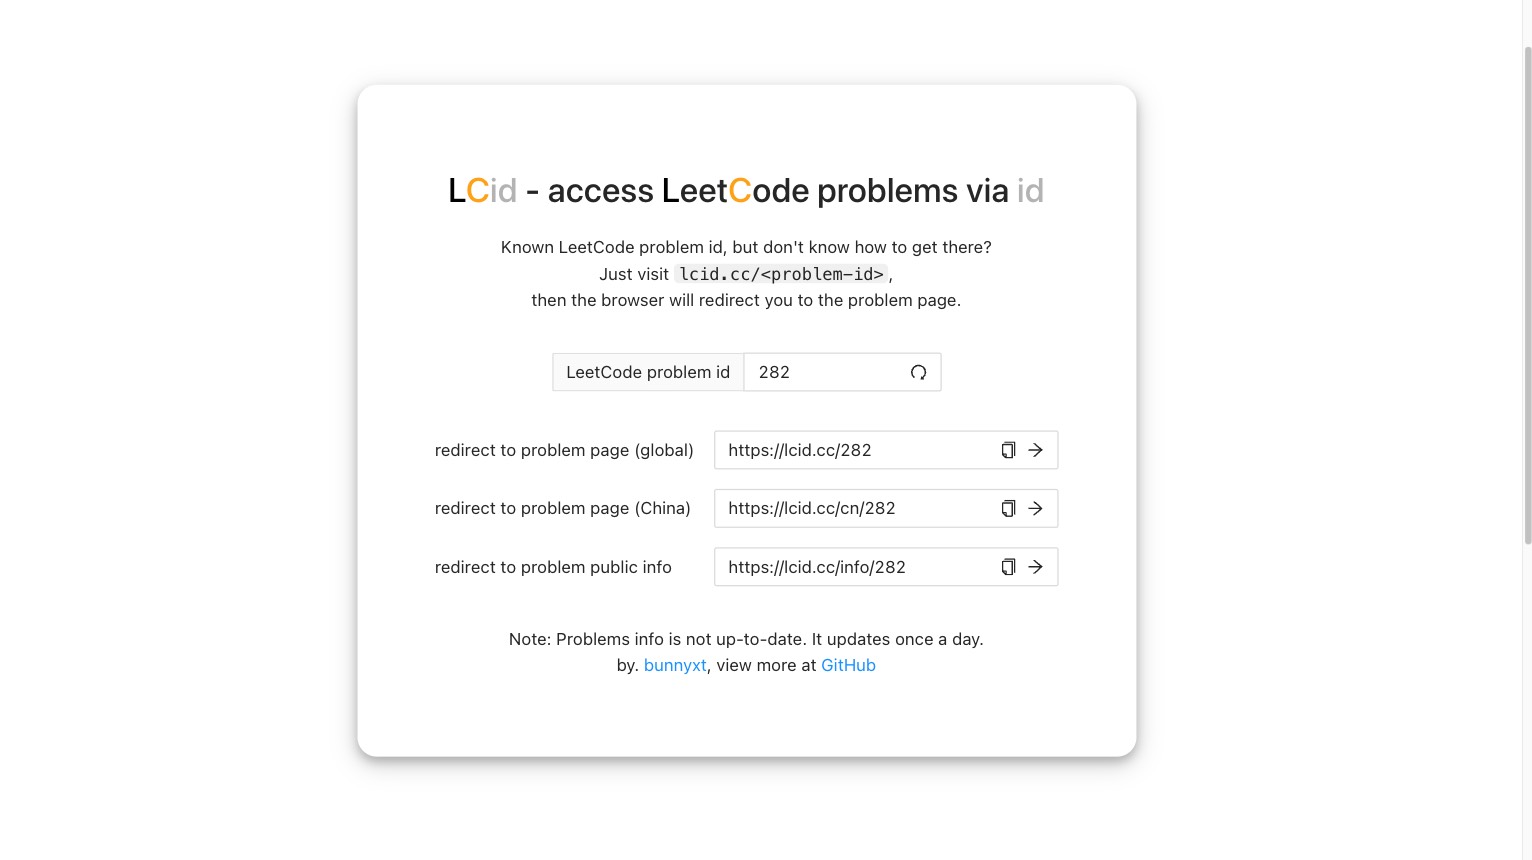 LCid - access LeetCode problems via id
Known LeetCode problem id, but don't know how to get there?
Just visit lcid.cc/<problem-id>,
then the browser will redirect you to the problem page.
LeetCode problem id 282
redirect to problem page (global) https://lcid.cc/282
redirect to problem page (China) https://lcid.cc/cn/282
redirect to problem public info https://lcid.cc/info/282
Note: Problems info is not up-to-date. It updates once a day.
by. bunnyxt, view more at GitHub